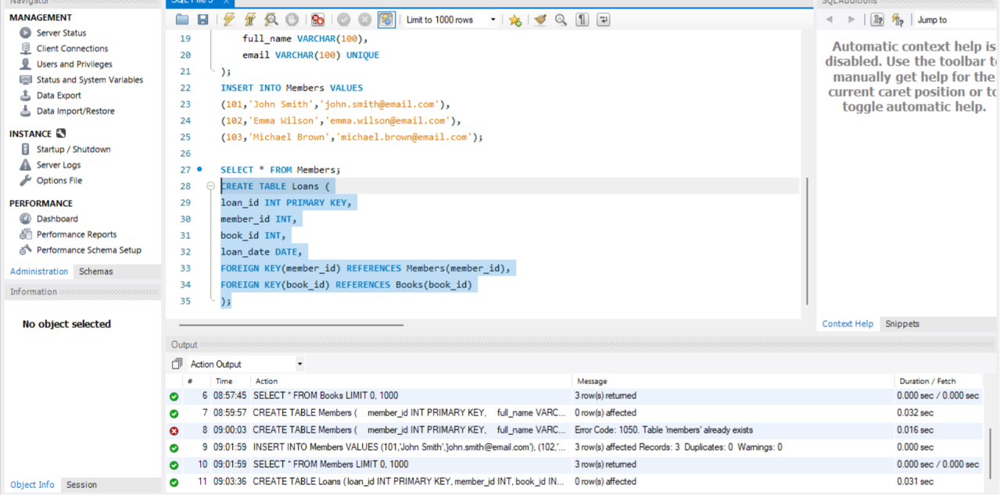 Navigator
MANAGEMENT
Server Status
Client Connections
Users and Privileges
Status and System Variables
Data Export
Data Import/Restore
INSTANCE
Startup / Shutdown
Server Logs
Options File
PERFORMANCE
Dashboard
Performance Reports
Performance Schema Setup
Administration Schemas
Information
No object selected
Object Info Session
SQL File 3 ×
Limit to 1000 rows
19 full_name VARCHAR(100),
20 email VARCHAR(100) UNIQUE
21 );
22 INSERT INTO Members VALUES
23 (101,'John Smith','john.smith@email.com'),
24 (102,'Emma Wilson','emma.wilson@email.com'),
25 (103,'Michael Brown','michael.brown@email.com');
26
27 SELECT * FROM Members;
28 CREATE TABLE Loans (
29 loan_id INT PRIMARY KEY,
30 member_id INT,
31 book_id INT,
32 loan_date DATE,
33 FOREIGN KEY(member_id) REFERENCES Members(member_id),
34 FOREIGN KEY(book_id) REFERENCES Books(book_id)
35 );
SQLAdditions
Jump to
Automatic context help is
disabled. Use the toolbar t
manually get help for the
current caret position or to
toggle automatic help.
Context Help Snippets
Output
Action Output
# Time Action Message Duration / Fetch
6 08:57:45 SELECT * FROM Books LIMIT 0, 1000 3 row(s) returned 0.000 sec / 0.000 sec
7 08:59:57 CREATE TABLE Members ( member_id INT PRIMARY KEY, full_name VARC... 0 row(s) affected 0.032 sec
8 09:00:03 CREATE TABLE Members ( member_id INT PRIMARY KEY, full_name VARC... Error Code: 1050. Table 'members' already exists 0.016 sec
9 09:01:59 INSERT INTO Members VALUES (101,'John Smith','john.smith@email.com'), (102,'... 3 row(s) affected Records: 3 Duplicates: 0 Warnings: 0 0.000 sec
10 09:01:59 SELECT * FROM Members LIMIT 0, 1000 3 row(s) returned 0.000 sec / 0.000 sec
11 09:03:36 CREATE TABLE Loans ( loan_id INT PRIMARY KEY, member_id INT, book_id IN... 0 row(s) affected 0.031 sec